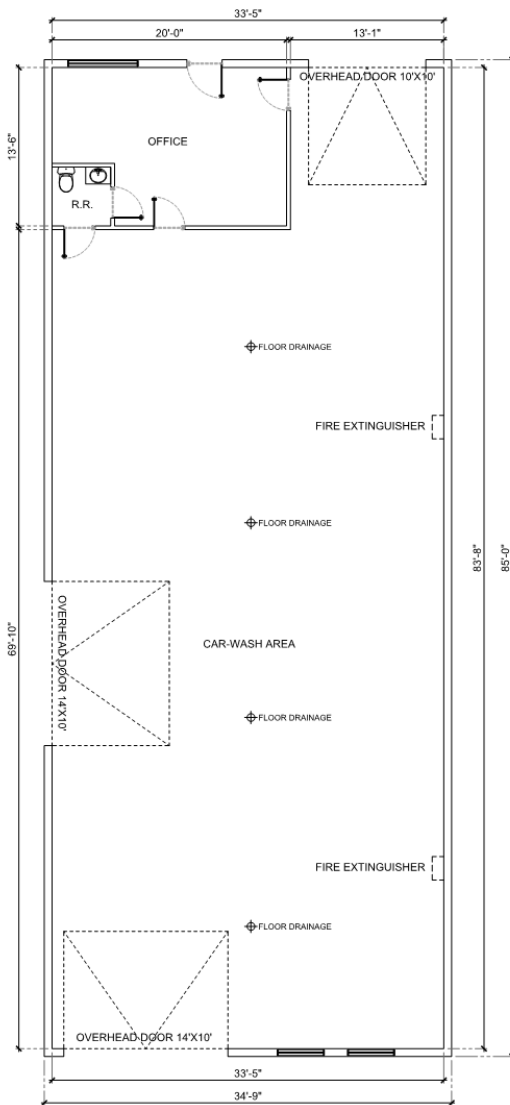 33'-5"
20'-0"
13'-1"
OVERHEAD DOOR 10'X10'
13'-6"
OFFICE
R.R.
FLOOR DRAINAGE
FIRE EXTINGUISHER
FLOOR DRAINAGE
83'-8"
85'-0"
OVERHEAD DOOR 14'X10'
69'-10"
CAR-WASH AREA
FLOOR DRAINAGE
FIRE EXTINGUISHER
FLOOR DRAINAGE
OVERHEAD DOOR 14'X10'
33'-5"
34'-9"